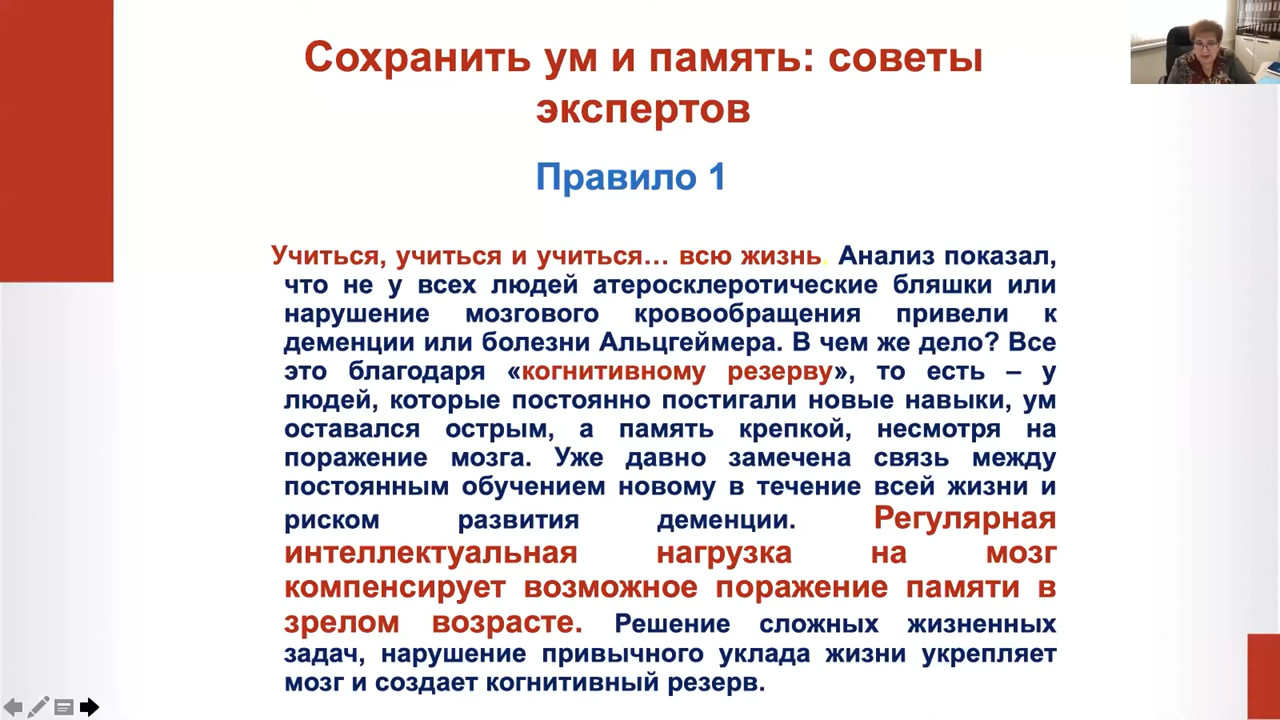 Сохранить ум и память: советы
экспертов
Правило 1
Учиться, учиться и учиться… всю жизнь. Анализ показал,
что не у всех людей атеросклеротические бляшки или
нарушение мозгового кровообращения привели к
деменции или болезни Альцгеймера. В чем же дело? Все
это благодаря «когнитивному резерву», то есть – у
людей, которые постоянно постигали новые навыки, ум
оставался острым, а память крепкой, несмотря на
поражение мозга. Уже давно замечена связь между
постоянным обучением новому в течение всей жизни и
риском развития деменции. Регулярная
интеллектуальная нагрузка на мозг
компенсирует возможное поражение памяти в
зрелом возрасте. Решение сложных жизненных
задач, нарушение привычного уклада жизни укрепляет
мозг и создает когнитивный резерв.